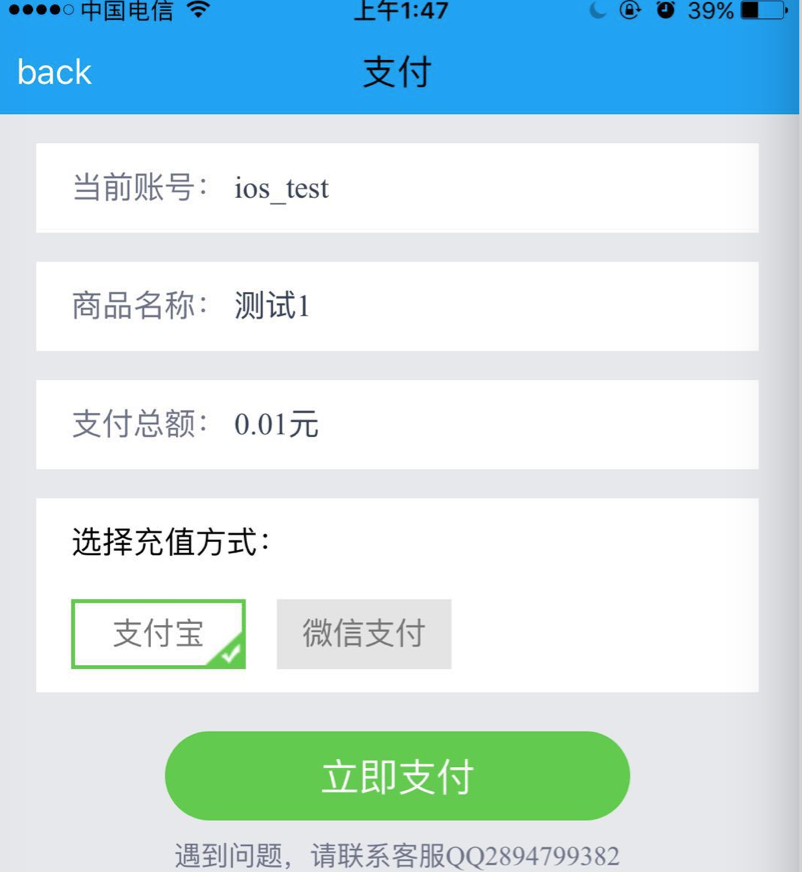 中国电信 上午1:47 39%
back 支付
当前账号： ios_test
商品名称： 测试1
支付总额： 0.01元
选择充值方式：
支付宝 微信支付
立即支付
遇到问题，请联系客服QQ2894799382